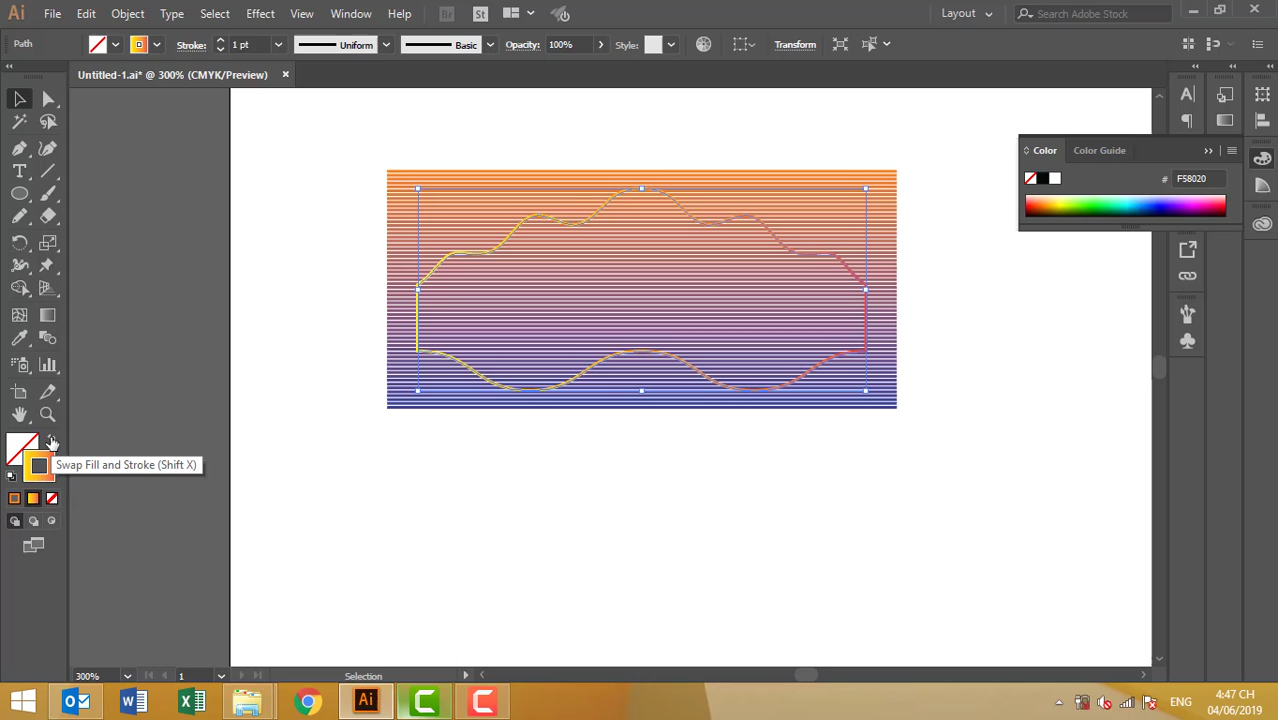 Ai File Edit Object Type Select Effect View Window Help Br St Layout Search Adobe Stock
Path Stroke: 1 pt Uniform Basic Opacity: 100% Style: Transform
Untitled-1.ai* @ 300% (CMYK/Preview)
Color Color Guide
# F58020
Swap Fill and Stroke (Shift X)
300% 1 Selection
Ai ENG 4:47 CH
04/06/2019